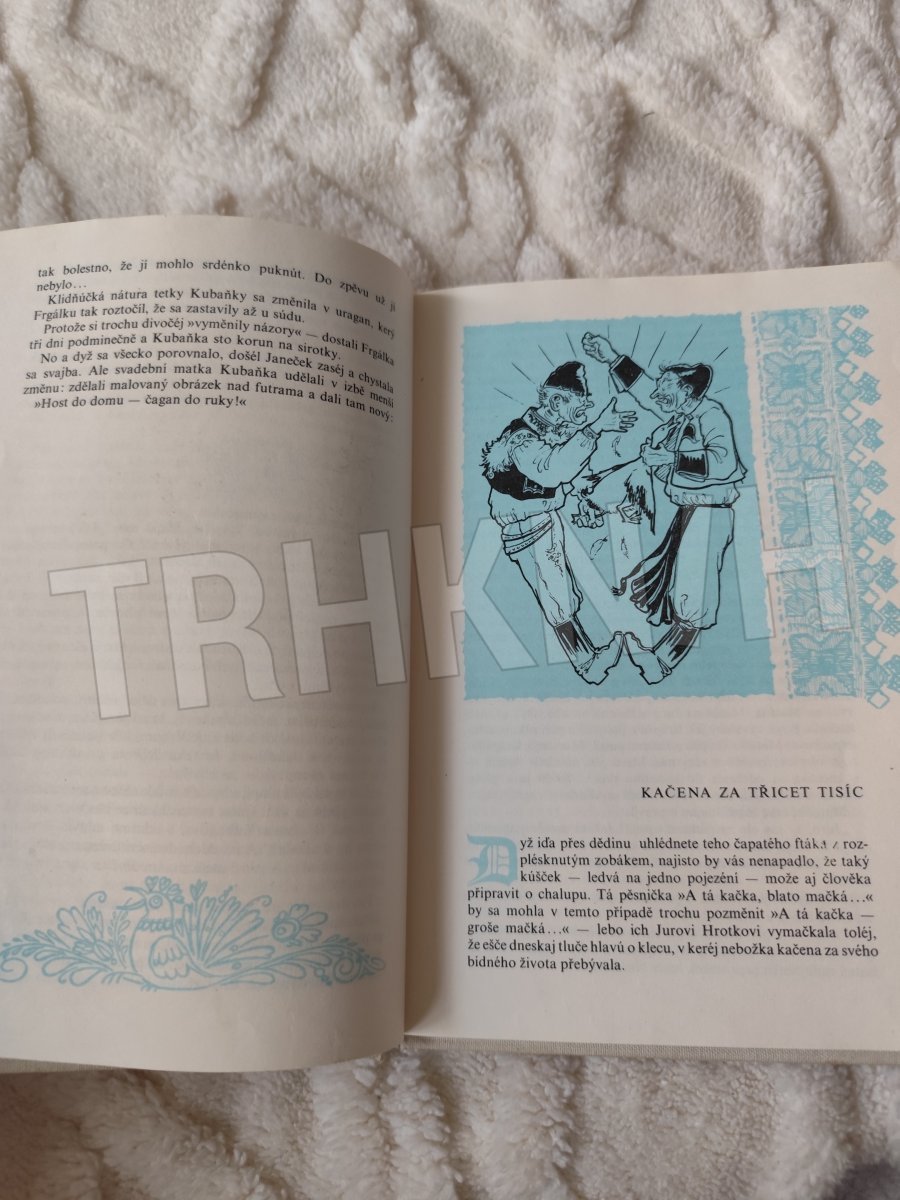 tak bolestno, že jí mohlo srdénko puknút. Do zpěvu už jí
nebylo...
Klidňúčká nátura tetky Kubaňky sa změnila v uragan, kerý
Frgálku tak roztočíl, že sa zastavily až u súdu.
Protože si trochu divočéj »vyměnily názory« — dostali Frgálka
tři dni podminečně a Kubaňka sto korun na sirotky.
No a dyž sa všecko porovnalo, došél Janeček zaséj a chystala
sa svajba. Ale svadební matka Kubaňka udělali v izbě menší
změnu: zdělali malovaný obrázek nad futrama a dali tam nový:
»Host do domu — čagan do ruky!«
TRHKNIH
KAČENA ZA TŘICET TISÍC
Dyž iďa přes dědinu uhlédnete teho čapatého ftáka z roz-
plésknutým zobákem, najisto by vás nenapadlo, že taký
kúšček — ledvá na jedno pojezéní — može aj člověka
připravit o chalupu. Tá pěsnička »A tá kačka, blato mačká...«
by sa mohla v temto případě trochu pozměnit »A tá kačka —
groše mačká...« — lebo ich Jurovi Hrotkovi vymačkala toléj,
že ešče dneskaj tluče hlavú o klecu, v keréj nebožka kačena za svého
bídného života přebývala.